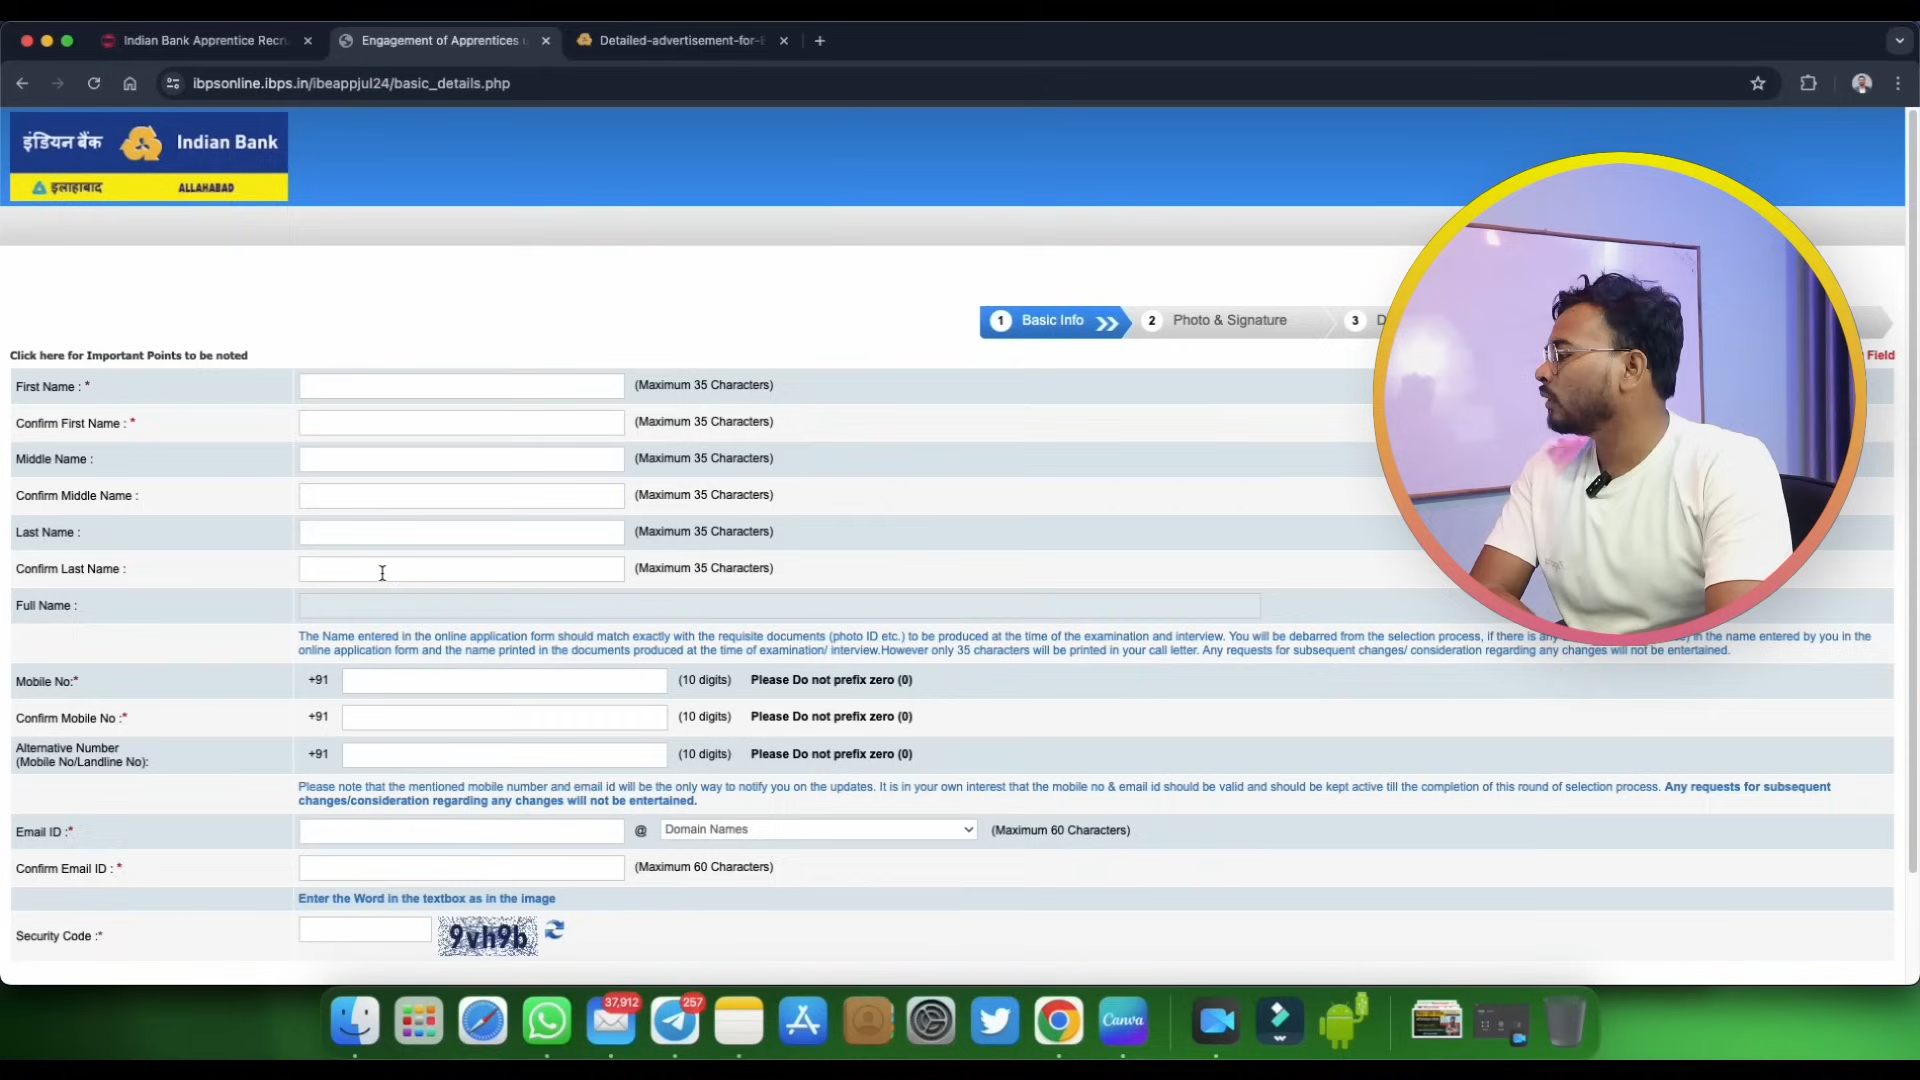 Indian Bank Apprentice Recru
Engagement of Apprentices u
Detailed-advertisement-for-E
ibpsonline.ibps.in/ibeappjul24/basic_details.php
इंडियन बैंक Indian Bank
इलाहाबाद ALLAHABAD
1 Basic Info 2 Photo & Signature 3 D
Click here for Important Points to be noted
Field
First Name : * (Maximum 35 Characters)
Confirm First Name : * (Maximum 35 Characters)
Middle Name : (Maximum 35 Characters)
Confirm Middle Name : (Maximum 35 Characters)
Last Name : (Maximum 35 Characters)
Confirm Last Name : (Maximum 35 Characters)
Full Name :
The Name entered in the online application form should match exactly with the requisite documents (photo ID etc.) to be produced at the time of the examination and interview. You will be debarred from the selection process, if there is any in the name entered by you in the
online application form and the name printed in the documents produced at the time of examination/ interview.However only 35 characters will be printed in your call letter. Any requests for subsequent changes/ consideration regarding any changes will not be entertained.
Mobile No:* +91 (10 digits) Please Do not prefix zero (0)
Confirm Mobile No :* +91 (10 digits) Please Do not prefix zero (0)
Alternative Number
(Mobile No/Landline No): +91 (10 digits) Please Do not prefix zero (0)
Please note that the mentioned mobile number and email id will be the only way to notify you on the updates. It is in your own interest that the mobile no & email id should be valid and should be kept active till the completion of this round of selection process. Any requests for subsequent
changes/consideration regarding any changes will not be entertained.
Email ID :* @ Domain Names (Maximum 60 Characters)
Confirm Email ID : * (Maximum 60 Characters)
Enter the Word in the textbox as in the image
Security Code :* 9vh9b
37,912
257
Canva